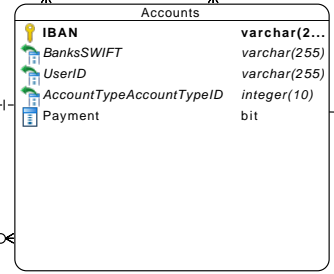 Accounts
IBAN varchar(2...
BanksSWIFT varchar(255)
UserID varchar(255)
AccountTypeAccountTypeID integer(10)
Payment bit